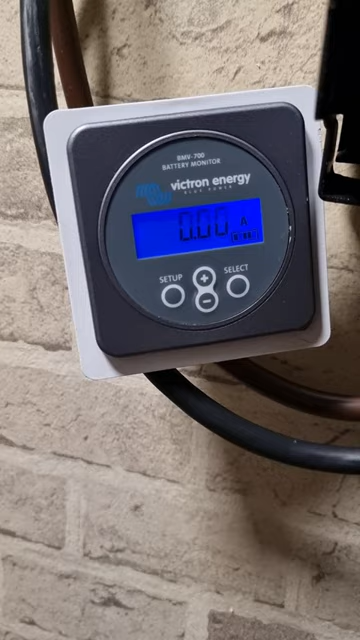 BMV-700
BATTERY MONITOR
victron energy
BLUE POWER
0.00 A
SETUP
+
SELECT
-